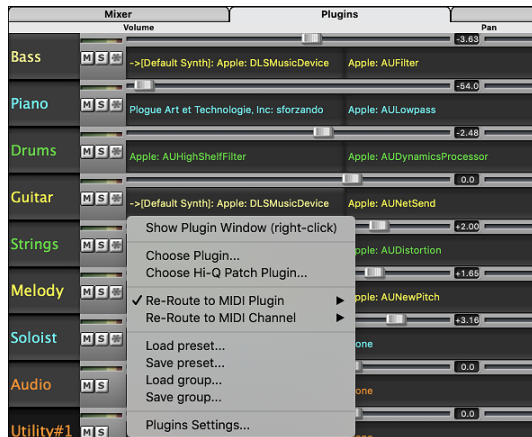 Mixer
Plugins
Volume
Pan
Bass
M S
-3.63
->[Default Synth]: Apple: DLSMusicDevice
Apple: AUFilter
Piano
M S
-54.0
Plogue Art et Technologie, Inc: sforzando
Apple: AULowpass
Drums
M S
-2.48
Apple: AUHighShelfFilter
Apple: AUDynamicsProcessor
Guitar
M S
0.0
->[Default Synth]: Apple: DLSMusicDevice
Apple: AUNetSend
Strings
M S
+2.00
Apple: AUDistortion
Melody
M S
+1.65
Apple: AUNewPitch
Soloist
M S
+3.16
Audio
M S
0.0
Utility#1
M S
0.0
Show Plugin Window (right-click)
Choose Plugin...
Choose Hi-Q Patch Plugin...
Re-Route to MIDI Plugin
Re-Route to MIDI Channel
Load preset...
Save preset...
Load group...
Save group...
Plugins Settings...